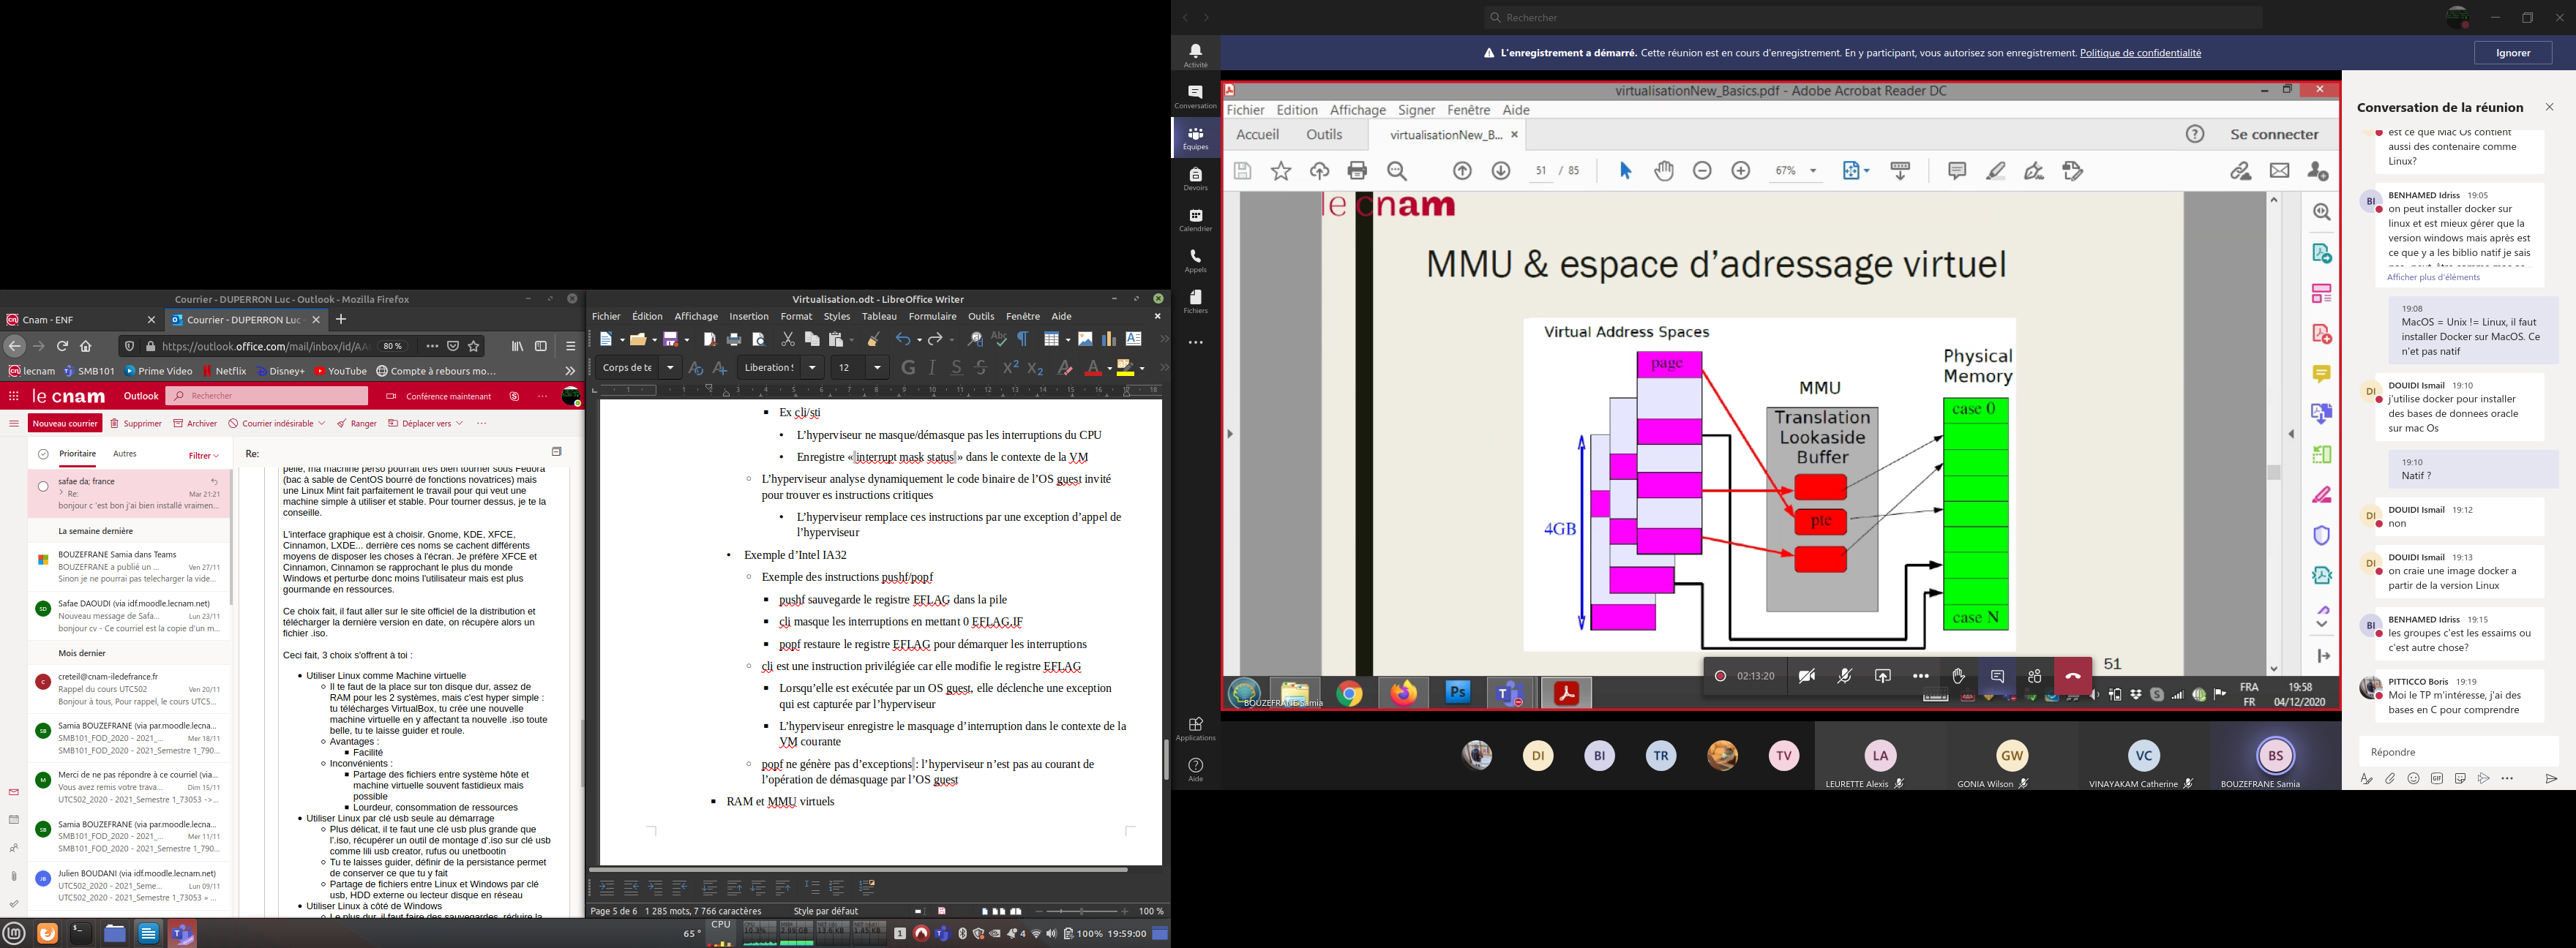 Courrier - DUPERRON Luc - Outlook - Mozilla Firefox
Cnam - ENF
Courrier - DUPERRON Luc - Outlook
https://outlook.office.com/mail/inbox/id/AA
80 %
lecnam
SMB101
Prime Video
Netflix
Disney+
YouTube
Compte à rebours mo…
le cnam
Outlook
Rechercher
Conférence maintenant
Nouveau courrier
Supprimer
Archiver
Courrier indésirable
Ranger
Déplacer vers
Prioritaire
Autres
Filtrer
safae da; france
Re:
Mar 21:21
bonjour c 'est bon j'ai bien installé vraimen...
La semaine dernière
BOUZEFRANE Samia dans Teams
BOUZEFRANE a publié un ...
Ven 27/11
Sinon je ne pourrai pas telecharger la vide...
SD
Safae DAOUDI (via idf.moodle.lecnam.net)
Nouveau message de Safa...
Lun 23/11
bonjour cv - Ce courriel est la copie d'un m...
Mois dernier
C
creteil@cnam-iledefrance.fr
Rappel du cours UTC502
Ven 20/11
Bonjour à tous, Pour rappel, le cours UTC5...
SB
Samia BOUZEFRANE (via par.moodle.lecna...
SMB101_FOD_2020 - 2021_...
Mer 18/11
SMB101_FOD_2020 - 2021_Semestre 1_790...
M
Merci de ne pas répondre à ce courriel (via...
Vous avez remis votre trava...
Dim 15/11
UTC502_2020 - 2021_Semestre 1_73053 ->...
SB
Samia BOUZEFRANE (via par.moodle.lecna...
SMB101_FOD_2020 - 2021_...
Mer 11/11
SMB101_FOD_2020 - 2021_Semestre 1_790...
JB
Julien BOUDANI (via idf.moodle.lecnam.net)
UTC502_2020 - 2021_Seme...
Lun 09/11
UTC502_2020 - 2021_Semestre 1_73053 » ...
Re:
pelle, ma machine perso pourrait très bien tourner sous Fedora
(bac à sable de CentOS bourré de fonctions novatrices) mais
une Linux Mint fait parfaitement le travail pour qui veut une
machine simple à utiliser et stable. Pour tourner dessus, je te la
conseille.
L'interface graphique est à choisir. Gnome, KDE, XFCE,
Cinnamon, LXDE... derrière ces noms se cachent différents
moyens de disposer les choses à l'écran. Je préfère XFCE et
Cinnamon, Cinnamon se rapprochant le plus du monde
Windows et perturbe donc moins l'utilisateur mais est plus
gourmande en ressources.
Ce choix fait, il faut aller sur le site officiel de la distribution et
télécharger la dernière version en date, on récupère alors un
fichier .iso.
Ceci fait, 3 choix s'offrent à toi :
• Utiliser Linux comme Machine virtuelle
○ Il te faut de la place sur ton disque dur, assez de
RAM pour les 2 systèmes, mais c'est hyper simple :
tu télécharges VirtualBox, tu crée une nouvelle
machine virtuelle en y affectant ta nouvelle .iso toute
belle, tu te laisse guider et roule.
○ Avantages :
▪ Facilité
○ Inconvénients :
▪ Partage des fichiers entre système hôte et
machine virtuelle souvent fastidieux mais
possible
▪ Lourdeur, consommation de ressources
• Utiliser Linux par clé usb seule au démarrage
○ Plus délicat, il te faut une clé usb plus grande que
l'.iso, récupérer un outil de montage d'.iso sur clé usb
comme lili usb creator, rufus ou unetbootin
○ Tu te laisses guider, définir de la persistance permet
de conserver ce que tu y fait
○ Partage de fichiers entre Linux et Windows par clé
usb, HDD externe ou lecteur disque en réseau
• Utiliser Linux à côté de Windows
○ Le plus dur, il faut faire des sauvegardes, réduire la
Virtualisation.odt - LibreOffice Writer
Fichier Édition Affichage Insertion Format Styles Tableau Formulaire Outils Fenêtre Aide
Corps de te
Liberation S
12
▪ Ex cli/sti
• L'hyperviseur ne masque/démasque pas les interruptions du CPU
• Enregistre « interrupt mask status » dans le contexte de la VM
○ L'hyperviseur analyse dynamiquement le code binaire de l'OS guest invité
pour trouver es instructions critiques
• L'hyperviseur remplace ces instructions par une exception d'appel de
l'hyperviseur
• Exemple d'Intel IA32
○ Exemple des instructions pushf/popf
▪ pushf sauvegarde le registre EFLAG dans la pile
▪ cli masque les interruptions en mettant 0 EFLAG.IF
▪ popf restaure le registre EFLAG pour démarquer les interruptions
○ cli est une instruction privilégiée car elle modifie le registre EFLAG
▪ Lorsqu'elle est exécutée par un OS guest, elle déclenche une exception
qui est capturée par l'hyperviseur
▪ L'hyperviseur enregistre le masquage d'interruption dans le contexte de la
VM courante
○ popf ne génère pas d'exceptions : l'hyperviseur n'est pas au courant de
l'opération de démasquage par l'OS guest
▪ RAM et MMU virtuels
Page 5 de 6
1 285 mots, 7 766 caractères
Style par défaut
100 %
65 °
CPU
1
4
100%
19:59:00
Rechercher
L'enregistrement a démarré. Cette réunion est en cours d'enregistrement. En y participant, vous autorisez son enregistrement. Politique de confidentialité
Ignorer
Activité
Conversation
Équipes
Devoirs
Calendrier
Appels
Fichiers
Applications
Aide
virtualisationNew_Basics.pdf - Adobe Acrobat Reader DC
Fichier Edition Affichage Signer Fenêtre Aide
Accueil
Outils
virtualisationNew_B...
Se connecter
51 / 85
67%
le cnam
MMU & espace d'adressage virtuel
Virtual Address Spaces
page
4GB
MMU
Translation
Lookaside
Buffer
pte
Physical
Memory
case 0
case N
51
02:13:20
BOUZEFRANE Samia
Ps
FRA
FR
19:58
04/12/2020
DI
BI
TR
TV
LA
LEURETTE Alexis
GW
GONIA Wilson
VC
VINAYAKAM Catherine
BS
BOUZEFRANE Samia
Conversation de la réunion
est ce que Mac Os contient
aussi des contenaire comme
Linux?
BI
BENHAMED Idriss 19:05
on peut installer docker sur
linux et est mieux gérer que la
version windows mais après est
ce que y a les biblio natif je sais
Afficher plus d'éléments
19:08
MacOS = Unix != Linux, il faut
installer Docker sur MacOS. Ce
n'et pas natif
DI
DOUIDI Ismail 19:10
j'utilise docker pour installer
des bases de donnees oracle
sur mac Os
19:10
Natif ?
DI
DOUIDI Ismail 19:12
non
DI
DOUIDI Ismail 19:13
on craie une image docker a
partir de la version Linux
BI
BENHAMED Idriss 19:15
les groupes c'est les essaims ou
c'est autre chose?
PITTICCO Boris 19:19
Moi le TP m'intéresse, j'ai des
bases en C pour comprendre
Répondre